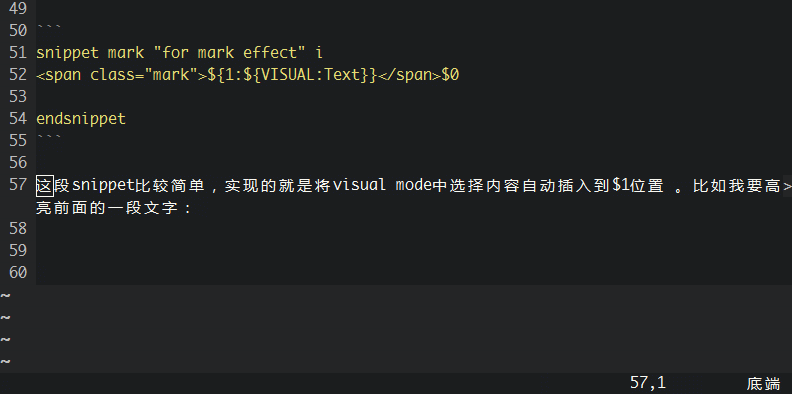 49
50 ```
51 snippet mark "for mark effect" i
52 <span class="mark">${1:${VISUAL:Text}}</span>$0
53
54 endsnippet
55 ```
56
57 这段snippet比较简单，实现的就是将visual mode中选择内容自动插入到$1位置 。比如我要高>
亮前面的一段文字：
58
59
60
~
~
~
~
57,1 底端